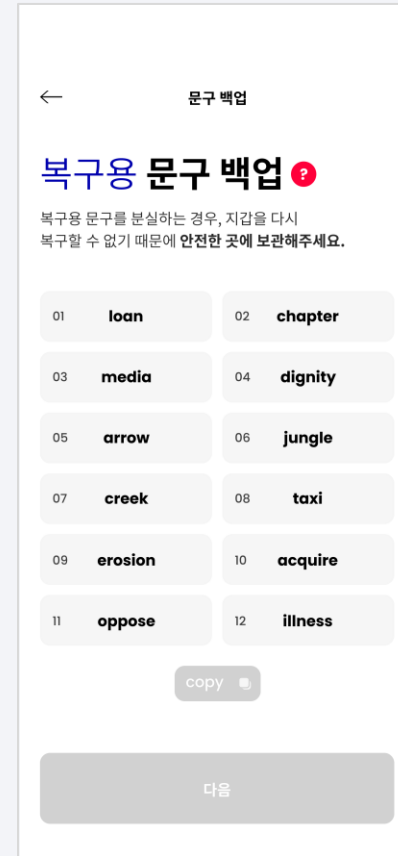 문구 백업
복구용 문구 백업 ?
복구용 문구를 분실하는 경우, 지갑을 다시
복구할 수 없기 때문에 안전한 곳에 보관해주세요.
01 loan 02 chapter
03 media 04 dignity
05 arrow 06 jungle
07 creek 08 taxi
09 erosion 10 acquire
11 oppose 12 illness
copy
다음